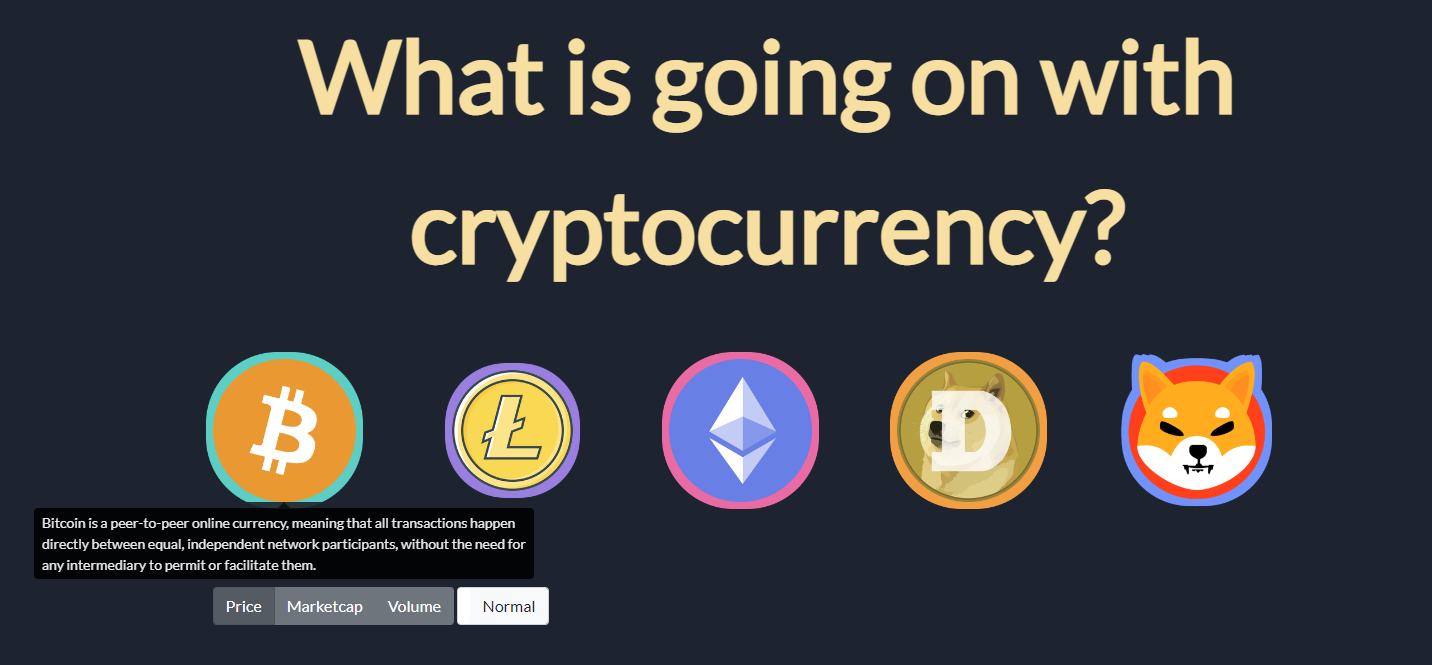 What is going on with
cryptocurrency?
Bitcoin is a peer-to-peer online currency, meaning that all transactions happen
directly between equal, independent network participants, without the need for
any intermediary to permit or facilitate them.
Price Marketcap Volume Normal